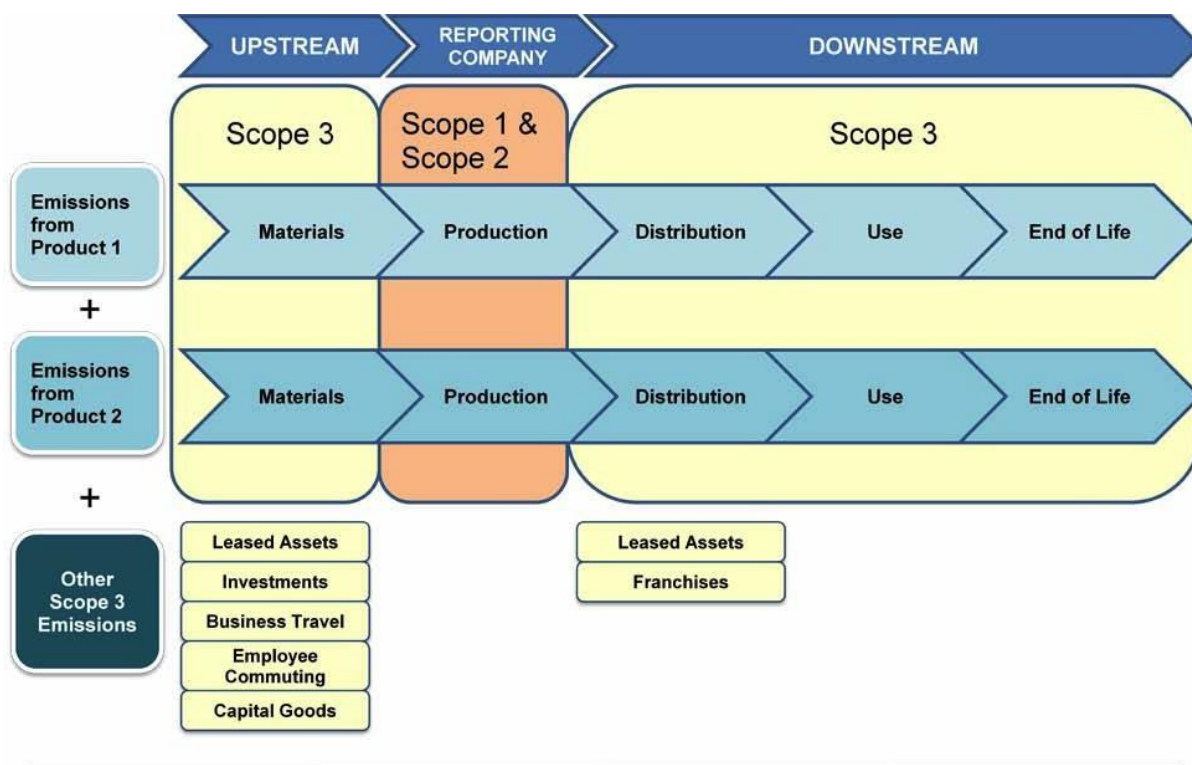 UPSTREAM
REPORTING
COMPANY
DOWNSTREAM
Scope 3
Scope 1 &
Scope 2
Scope 3
Emissions
from
Product 1
Materials
Production
Distribution
Use
End of Life
+
Emissions
from
Product 2
Materials
Production
Distribution
Use
End of Life
+
Other
Scope 3
Emissions
Leased Assets
Investments
Business Travel
Employee
Commuting
Capital Goods
Leased Assets
Franchises